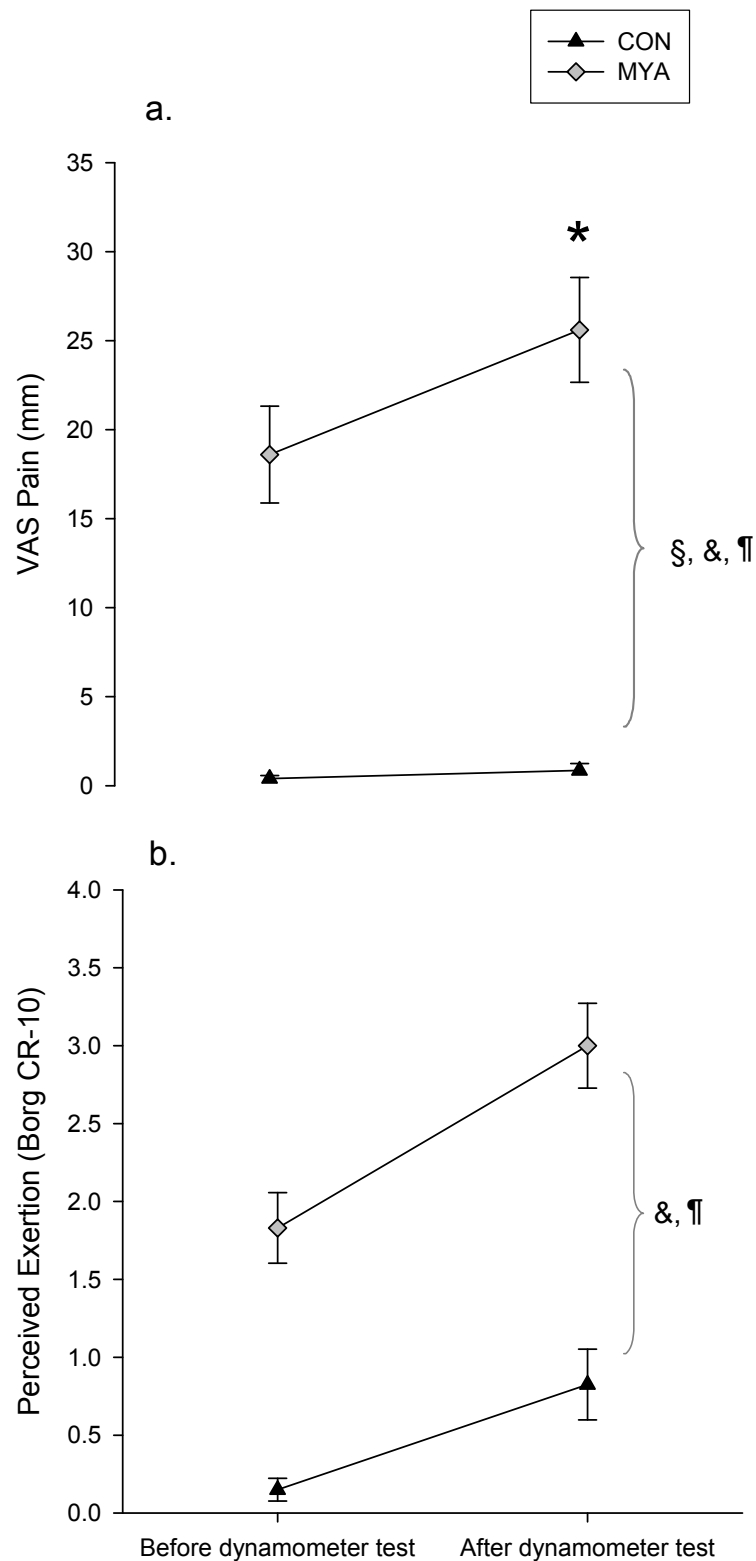 CON
MYA
a.
35
30
25
20
15
10
5
0
VAS Pain (mm)
*
§, &, ¶
b.
4.0
3.5
3.0
2.5
2.0
1.5
1.0
0.5
0.0
Perceived Exertion (Borg CR-10)
&, ¶
Before dynamometer test After dynamometer test